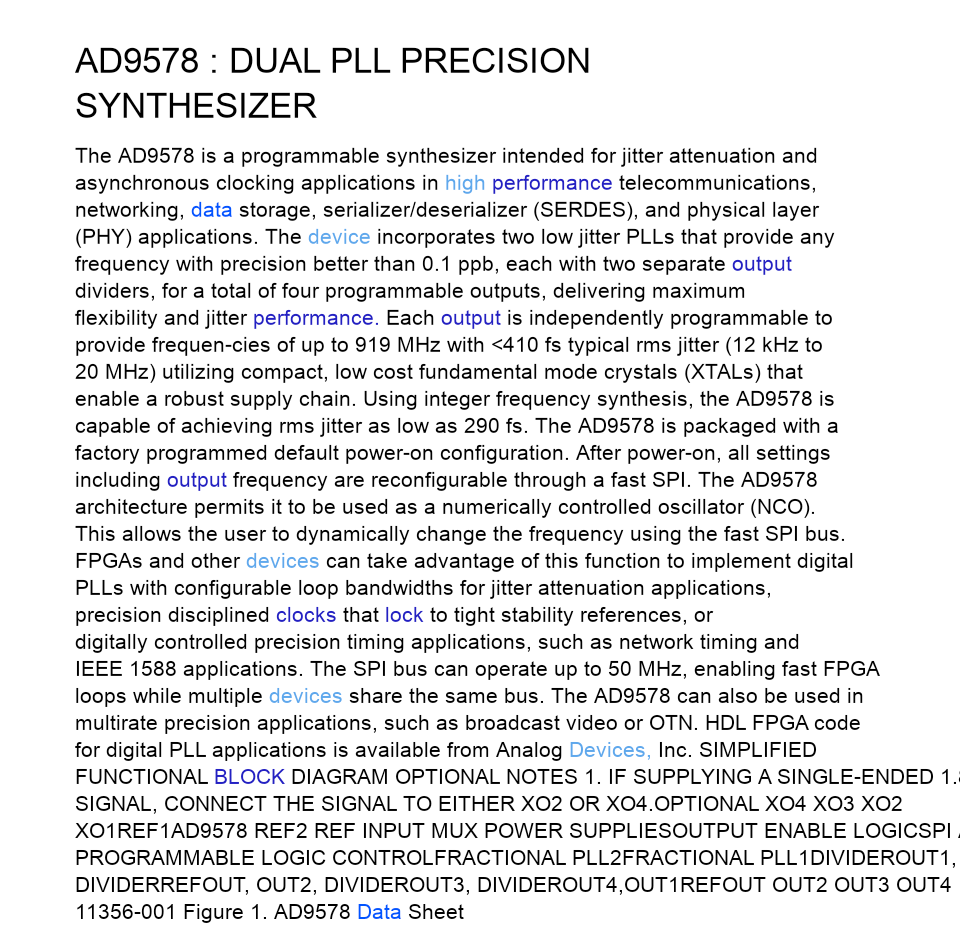 AD9578 : DUAL PLL PRECISION
SYNTHESIZER
The AD9578 is a programmable synthesizer intended for jitter attenuation and
asynchronous clocking applications in high performance telecommunications,
networking, data storage, serializer/deserializer (SERDES), and physical layer
(PHY) applications. The device incorporates two low jitter PLLs that provide any
frequency with precision better than 0.1 ppb, each with two separate output
dividers, for a total of four programmable outputs, delivering maximum
flexibility and jitter performance. Each output is independently programmable to
provide frequen-cies of up to 919 MHz with <410 fs typical rms jitter (12 kHz to
20 MHz) utilizing compact, low cost fundamental mode crystals (XTALs) that
enable a robust supply chain. Using integer frequency synthesis, the AD9578 is
capable of achieving rms jitter as low as 290 fs. The AD9578 is packaged with a
factory programmed default power-on configuration. After power-on, all settings
including output frequency are reconfigurable through a fast SPI. The AD9578
architecture permits it to be used as a numerically controlled oscillator (NCO).
This allows the user to dynamically change the frequency using the fast SPI bus.
FPGAs and other devices can take advantage of this function to implement digital
PLLs with configurable loop bandwidths for jitter attenuation applications,
precision disciplined clocks that lock to tight stability references, or
digitally controlled precision timing applications, such as network timing and
IEEE 1588 applications. The SPI bus can operate up to 50 MHz, enabling fast FPGA
loops while multiple devices share the same bus. The AD9578 can also be used in
multirate precision applications, such as broadcast video or OTN. HDL FPGA code
for digital PLL applications is available from Analog Devices, Inc. SIMPLIFIED
FUNCTIONAL BLOCK DIAGRAM OPTIONAL NOTES 1. IF SUPPLYING A SINGLE-ENDED 1.8
SIGNAL, CONNECT THE SIGNAL TO EITHER XO2 OR XO4.OPTIONAL XO4 XO3 XO2
XO1REF1AD9578 REF2 REF INPUT MUX POWER SUPPLIESOUTPUT ENABLE LOGICSPI
PROGRAMMABLE LOGIC CONTROLFRACTIONAL PLL2FRACTIONAL PLL1DIVIDEROUT1,
DIVIDERREFOUT, OUT2, DIVIDEROUT3, DIVIDEROUT4,OUT1REFOUT OUT2 OUT3 OUT4
11356-001 Figure 1. AD9578 Data Sheet